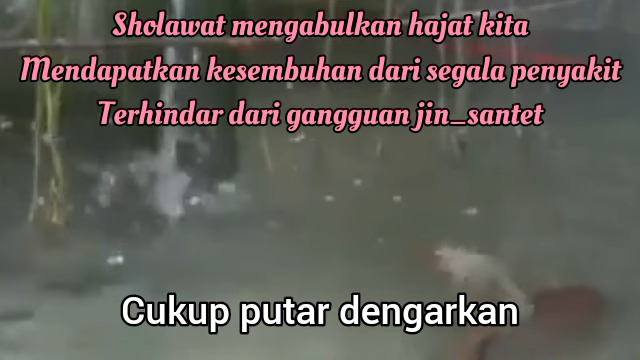 Sholawat mengabulkan hajat kita
Mendapatkan kesembuhan dari segala penyakit
Terhindar dari gangguan jin_santet
Cukup putar dengarkan